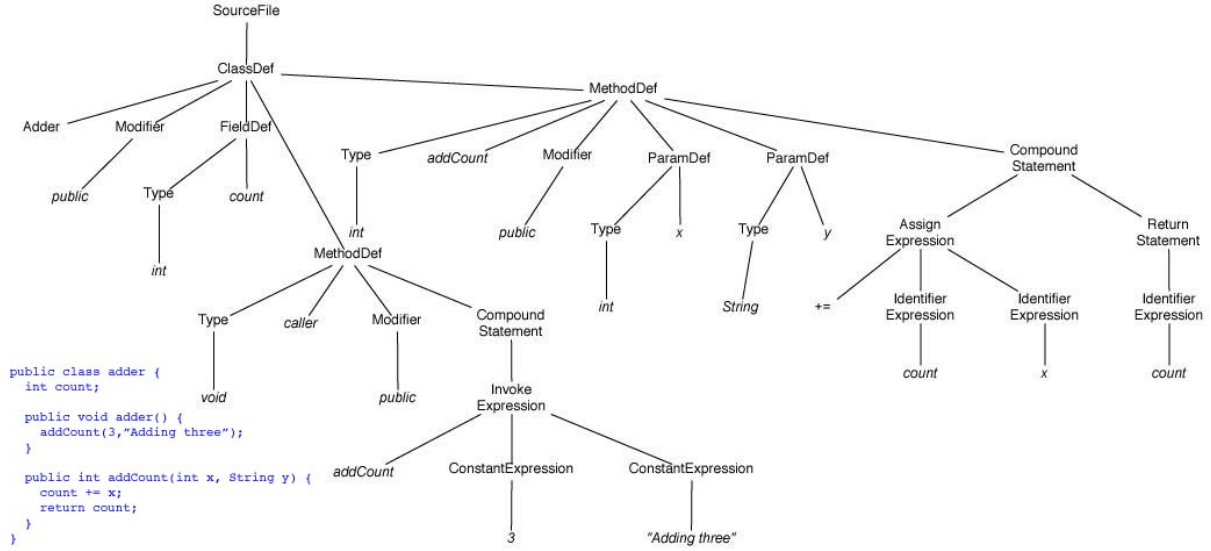 SourceFile
ClassDef
MethodDef
Adder
Modifier
FieldDef
Type
addCount
Modifier
ParamDef
ParamDef
Compound
Statement
public
Type
count
int
public
Type
x
Type
y
Assign
Expression
Return
Statement
int
MethodDef
int
String
+=
Identifier
Expression
Identifier
Expression
Identifier
Expression
Type
caller
Modifier
Compound
Statement
count
x
count
void
public
Invoke
Expression
addCount
ConstantExpression
ConstantExpression
3
"Adding three"
public class adder {
int count;
public void adder() {
addCount(3,"Adding three");
}
public int addCount(int x, String y) {
count += x;
return count;
}
}